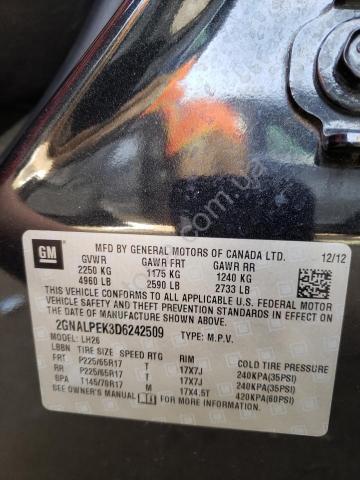 GM
MFD BY GENERAL MOTORS OF CANADA LTD. 12/12
GVWR GAWR FRT GAWR RR
2250 KG 1175 KG 1240 KG
4960 LB 2590 LB 2733 LB
THIS VEHICLE CONFORMS TO ALL APPLICABLE U.S. FEDERAL MOTOR
VEHICLE SAFETY, BUMPER, AND THEFT PREVENTION STANDARDS
IN EFFECT ON THE DATE OF MANUFACTURE SHOWN ABOVE.
2GNALPEK3D6242509 TYPE: M.P.V.
MODEL: LH26
LBBN TIRE SIZE SPEED RTG RIM COLD TIRE PRESSURE
FRT P225/65R17 T 17X7J 240KPA(35PSI)
RR P225/65R17 T 17X7J 240KPA(35PSI)
SPA T145/70R17 M 17X4.5T 420KPA(60PSI)
SEE OWNER'S MANUAL FOR MORE INFORMATION.